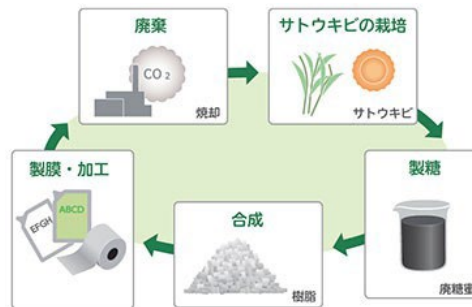 廃棄
CO2
焼却
サトウキビの栽培
サトウキビ
製糖
廃糖蜜
合成
樹脂
製膜・加工
EFGH
ABCD